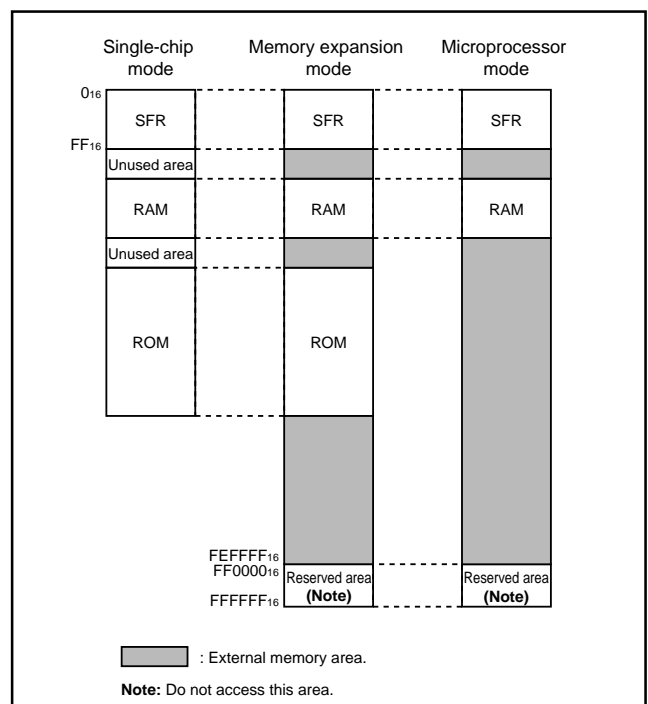 Single-chip mode
Memory expansion mode
Microprocessor mode
0₁₆
SFR
SFR
SFR
FF₁₆
Unused area
RAM
RAM
RAM
Unused area
ROM
ROM
FEFFFF₁₆
FF0000₁₆
Reserved area
(Note)
Reserved area
(Note)
FFFFFF₁₆
: External memory area.
Note: Do not access this area.